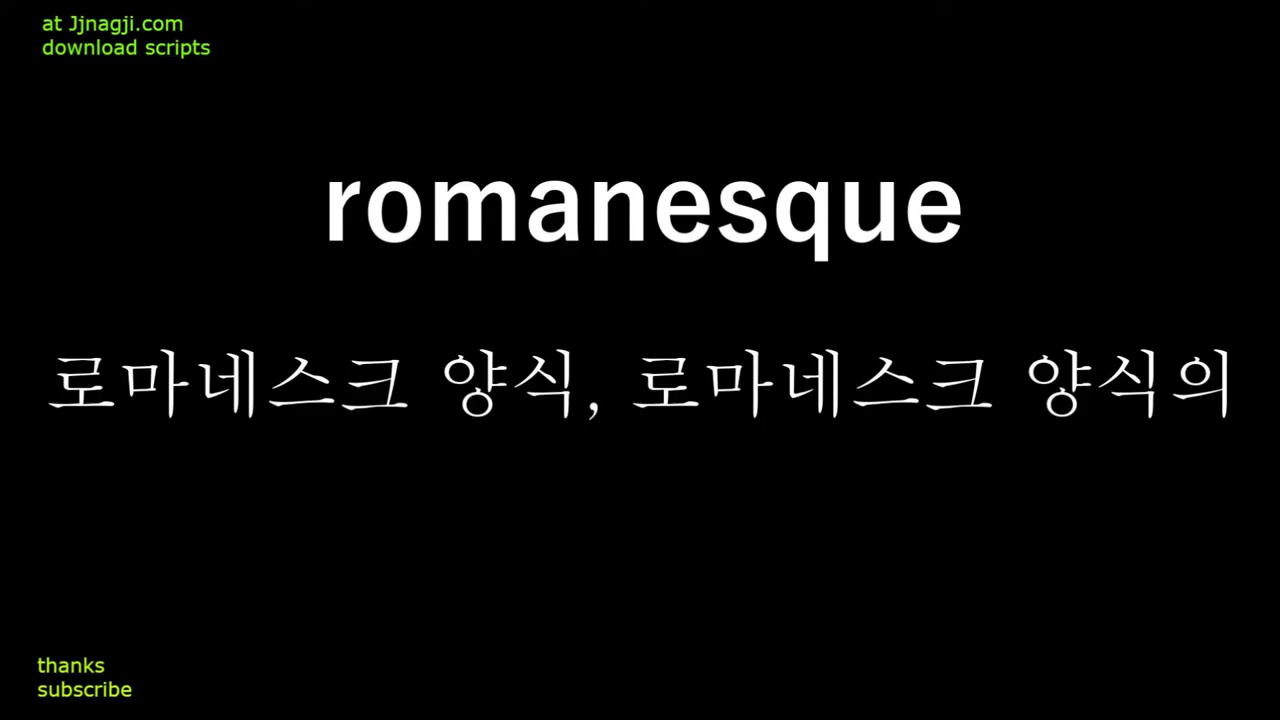 at Jjnagji.com
download scripts
romanesque
로마네스크 양식, 로마네스크 양식의
thanks
subscribe